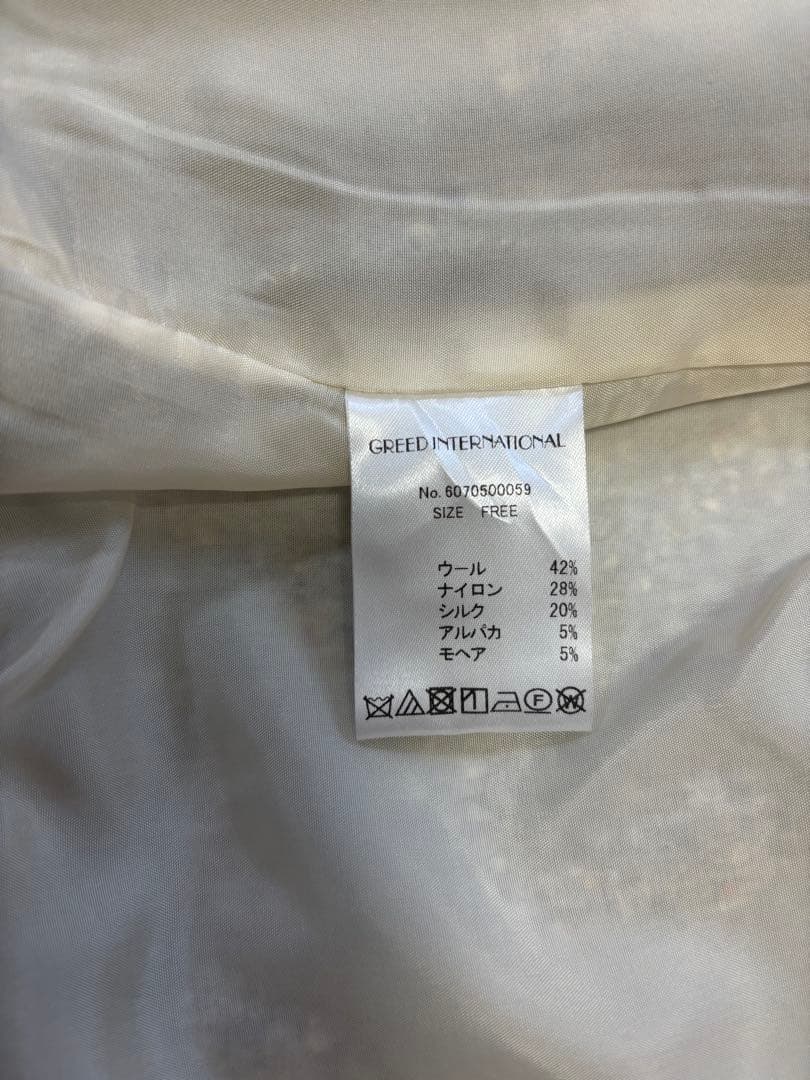 GREED INTERNATIONAL
No. 6070500059
SIZE FREE
ウール 42%
ナイロン 28%
シルク 20%
アルパカ 5%
モヘア 5%
F W